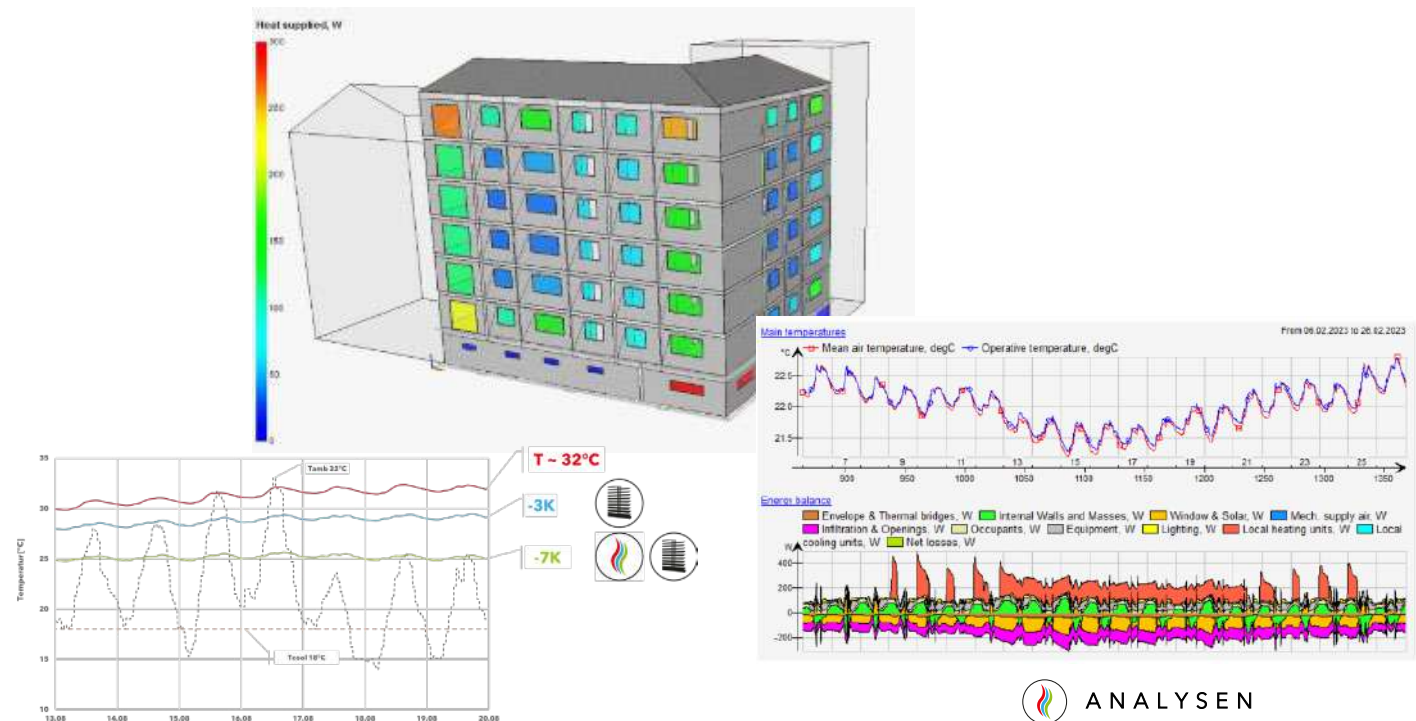 Heat supplied, W
300
250
200
150
100
50
0
Temperatur [°C]
35
30
25
20
15
10
13.08 14.08 15.08 16.08 17.08 18.08 19.08 20.08
Tamb 33°C
Tcool 18°C
T ~ 32°C
-3K
-7K
Main temperatures
From 06.02.2023 to 26.02.2023
°C
Mean air temperature, degC Operative temperature, degC
22.5
22.0
21.5
7 9 11 13 15 17 19 21 23 25
900 950 1000 1050 1100 1150 1200 1250 1300 1350
Energy balance
Envelope & Thermal bridges, W Internal Walls and Masses, W Window & Solar, W Mech. supply air, W
Infiltration & Openings, W Occupants, W Equipment, W Lighting, W Local heating units, W Local
cooling units, W Net losses, W
W
400
200
0
-200
ANALYSEN